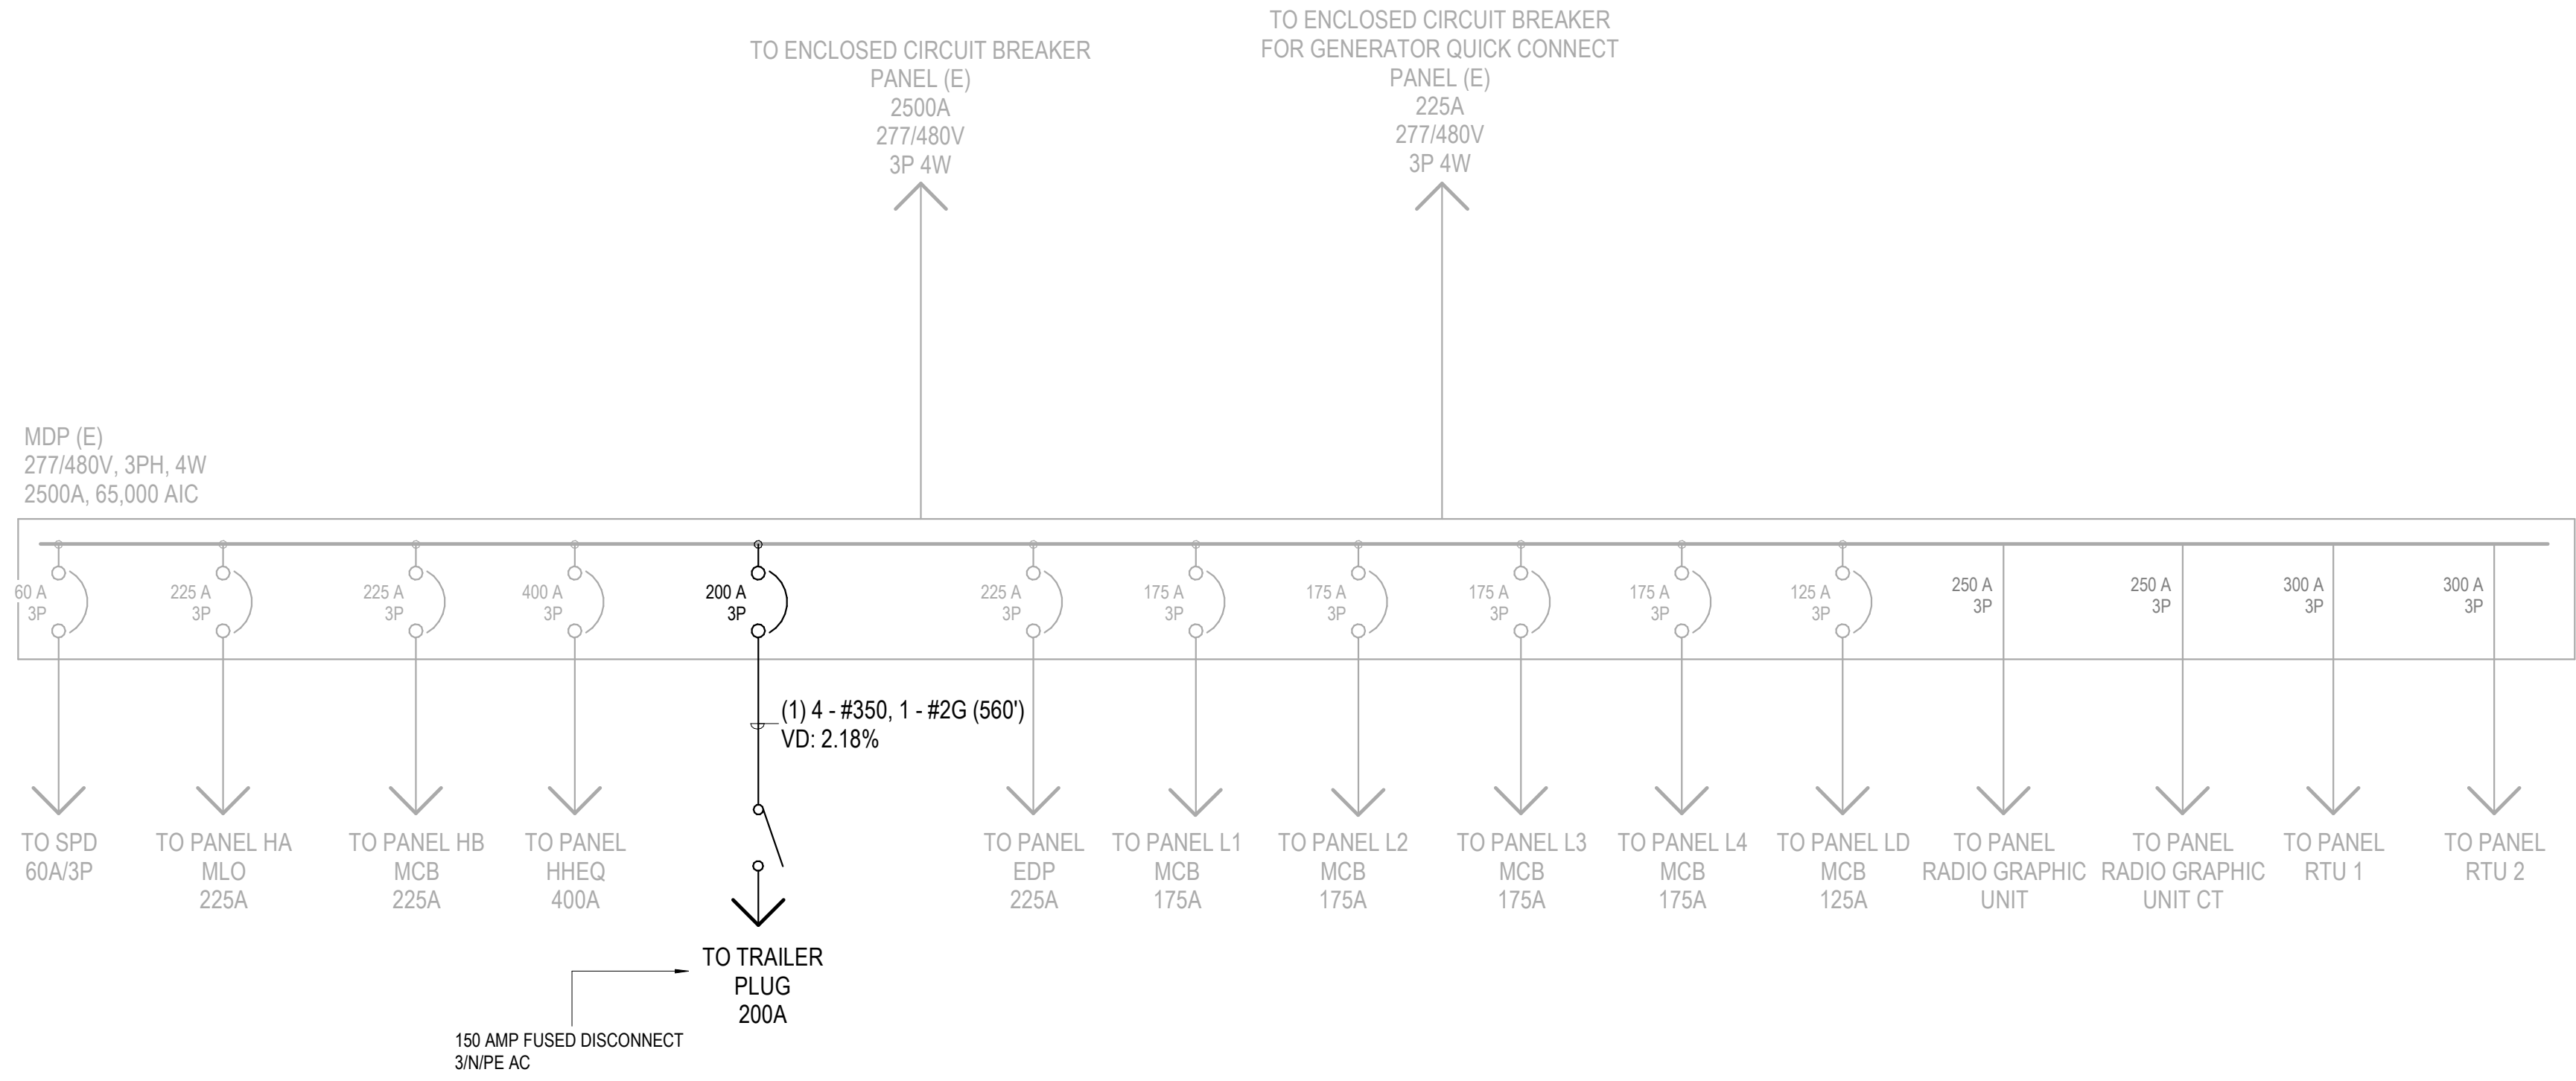 TO ENCLOSED CIRCUIT BREAKER
PANEL (E)
2500A
277/480V
3P 4W
TO ENCLOSED CIRCUIT BREAKER
FOR GENERATOR QUICK CONNECT
PANEL (E)
225A
277/480V
3P 4W
MDP (E)
277/480V, 3PH, 4W
2500A, 65,000 AIC
60 A
3P
225 A
3P
225 A
3P
400 A
3P
200 A
3P
225 A
3P
175 A
3P
175 A
3P
175 A
3P
175 A
3P
125 A
3P
250 A
3P
250 A
3P
300 A
3P
300 A
3P
(1) 4 - #350, 1 - #2G (560')
VD: 2.18%
TO SPD
60A/3P
TO PANEL HA
MLO
225A
TO PANEL HB
MCB
225A
TO PANEL
HHEQ
400A
TO TRAILER
PLUG
200A
150 AMP FUSED DISCONNECT
3/N/PE AC
TO PANEL
EDP
225A
TO PANEL L1
MCB
175A
TO PANEL L2
MCB
175A
TO PANEL L3
MCB
175A
TO PANEL L4
MCB
175A
TO PANEL LD
MCB
125A
TO PANEL
RADIO GRAPHIC
UNIT
TO PANEL
RADIO GRAPHIC
UNIT CT
TO PANEL
RTU 1
TO PANEL
RTU 2